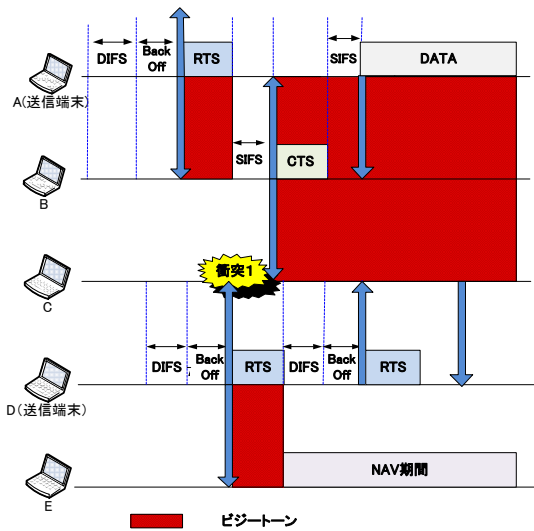 DIFS
Back
Off
RTS
SIFS
DATA
A(送信端末)
SIFS
CTS
B
衝突1
C
DIFS
Back
Off
RTS
DIFS
Back
Off
RTS
D(送信端末)
NAV期間
E
ビジートーン